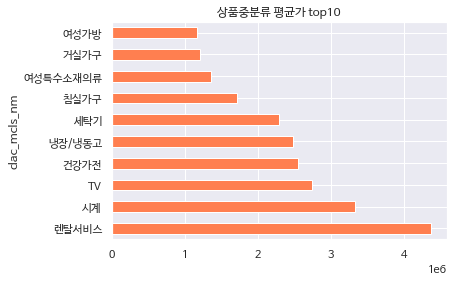 상품중분류 평균가 top10
clac_mcls_nm
여성가방
거실가구
여성특수소재의류
침실가구
세탁기
냉장/냉동고
건강가전
TV
시계
렌탈서비스
0 1 2 3 4
1e6